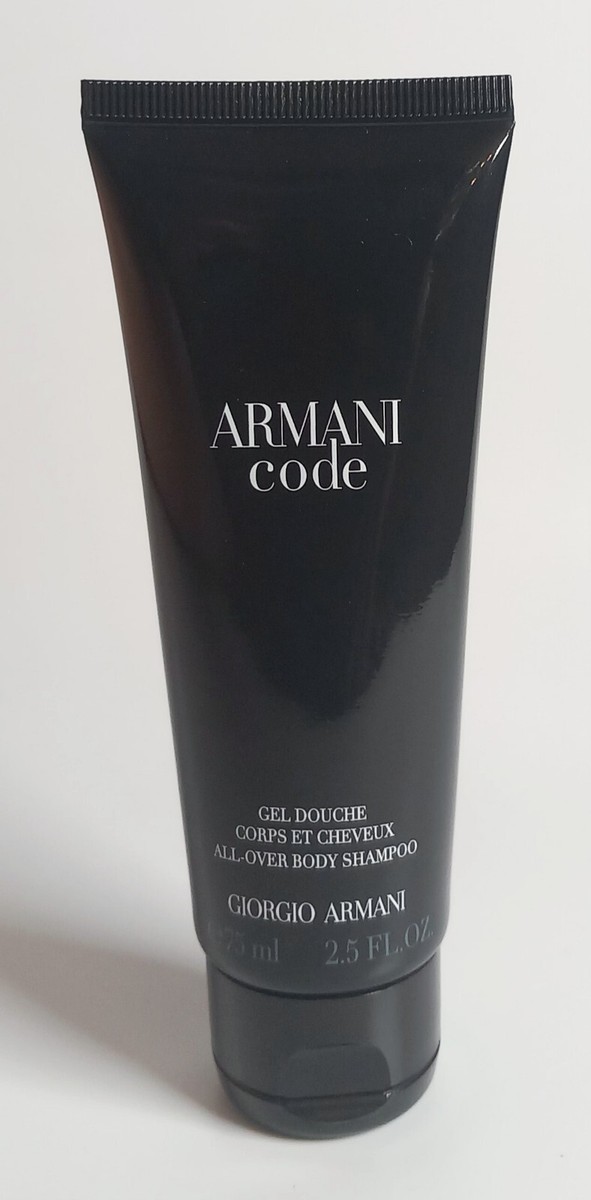 ARMANI
code
GEL DOUCHE
CORPS ET CHEVEUX
ALL-OVER BODY SHAMPOO
GIORGIO ARMANI
℮75 ml 2.5 FL.OZ.